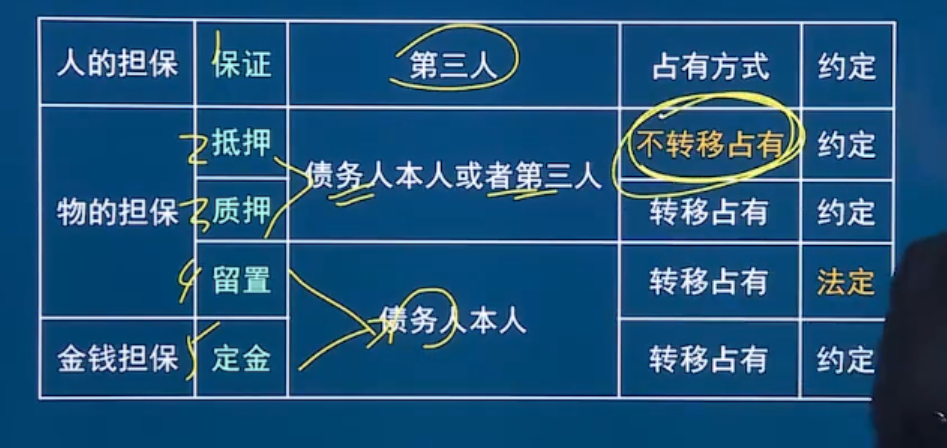 人的担保 1 保证 第三人 占有方式 约定
2 抵押 不转移占有 约定
债务人本人或者第三人
物的担保 3 质押 转移占有 约定
4 留置 转移占有 法定
债务人本人
金钱担保 5 定金 转移占有 约定